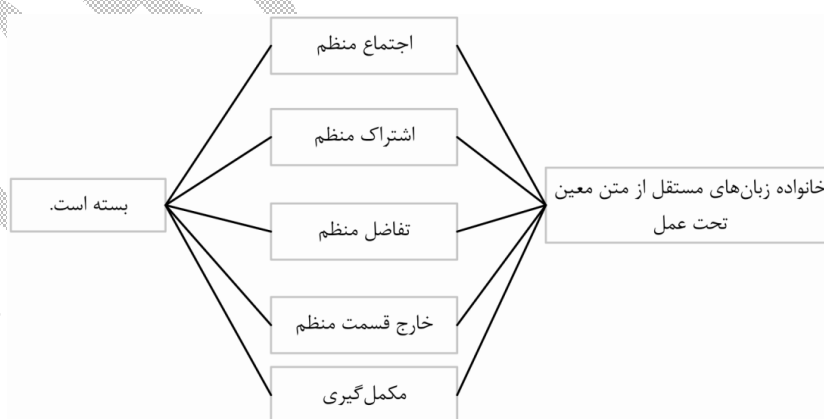 خانواده زبان‌های مستقل از متن معین
تحت عمل
اجتماع منظم
اشتراک منظم
تفاضل منظم
خارج قسمت منظم
مکمل‌گیری
بسته است.